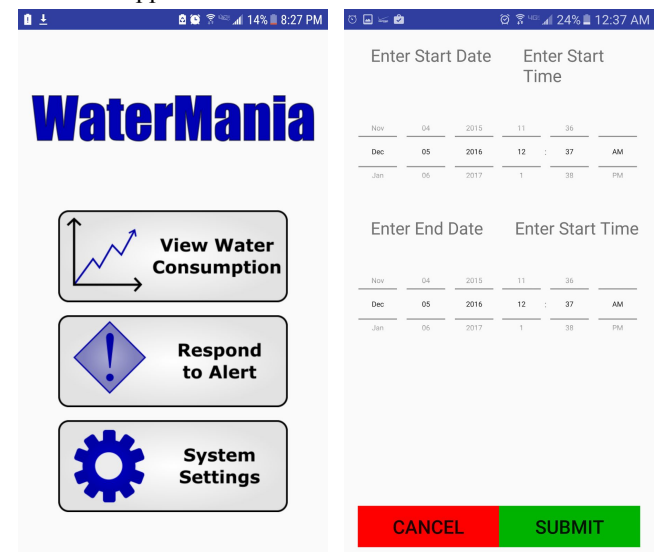 14% 8:27 PM
WaterMania
View Water
Consumption
Respond
to Alert
System
Settings
24% 12:37 AM
Enter Start Date
Enter Start
Time
Nov 04 2015 11 36
Dec 05 2016 12 : 37 AM
Jan 06 2017 1 38 PM
Enter End Date
Enter Start Time
Nov 04 2015 11 36
Dec 05 2016 12 : 37 AM
Jan 06 2017 1 38 PM
CANCEL
SUBMIT